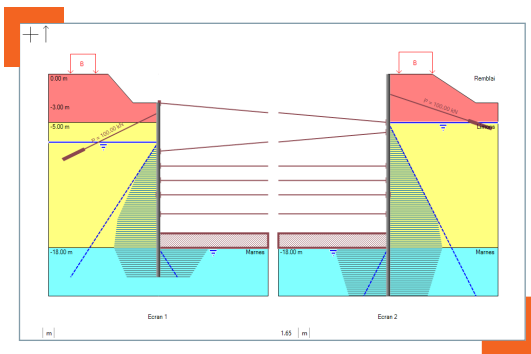 B
B
0.00 m
Remblai
-3.00 m
P = 100.00 kN
P = 100.00 kN
-5.00 m
-18.00 m
Marnes
-18.00 m
Marnes
Ecran 1
Ecran 2
m
1.65
m